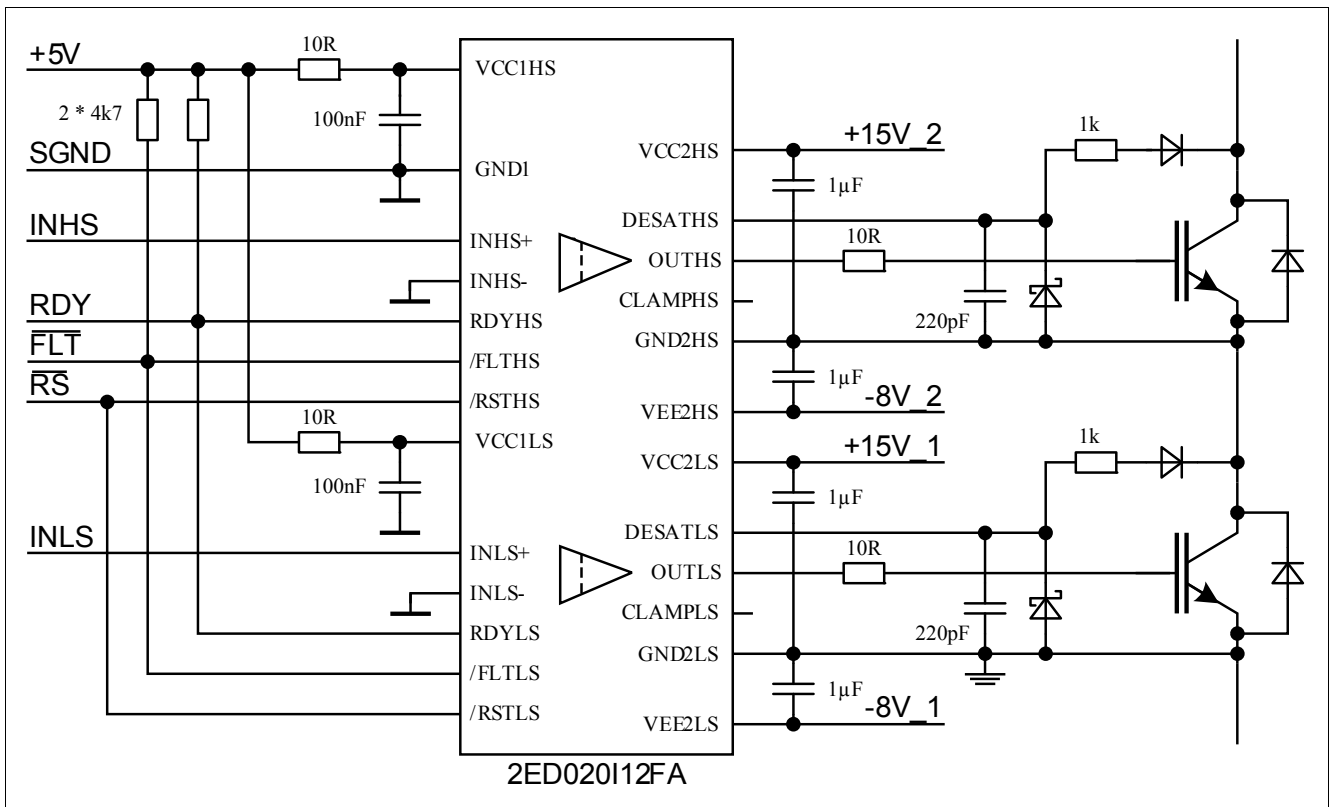 +5V
10R
VCC1HS
2 * 4k7
100nF
SGND
GND1
INHS
INHS+
INHS-
RDY
RDYHS
FLT
/FLTHS
RS
/RSTHS
10R
VCC1LS
100nF
INLS
INLS+
INLS-
RDYLS
/FLTLS
/RSTLS
VCC2HS
+15V_2
1k
1µF
DESATHS
10R
OUTHS
CLAMPHS
220pF
GND2HS
1µF
-8V_2
VEE2HS
+15V_1
1k
VCC2LS
1µF
DESATLS
10R
OUTLS
CLAMPLS
220pF
GND2LS
1µF
-8V_1
VEE2LS
2ED020I12FA